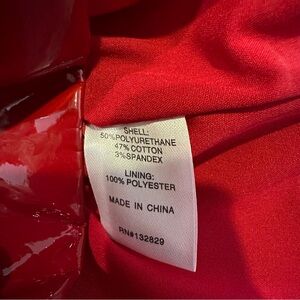 SHELL:
50%POLYURETHANE
47% COTTON
3%SPANDEX
LINING:
100% POLYESTER
MADE IN CHINA
RN#132829